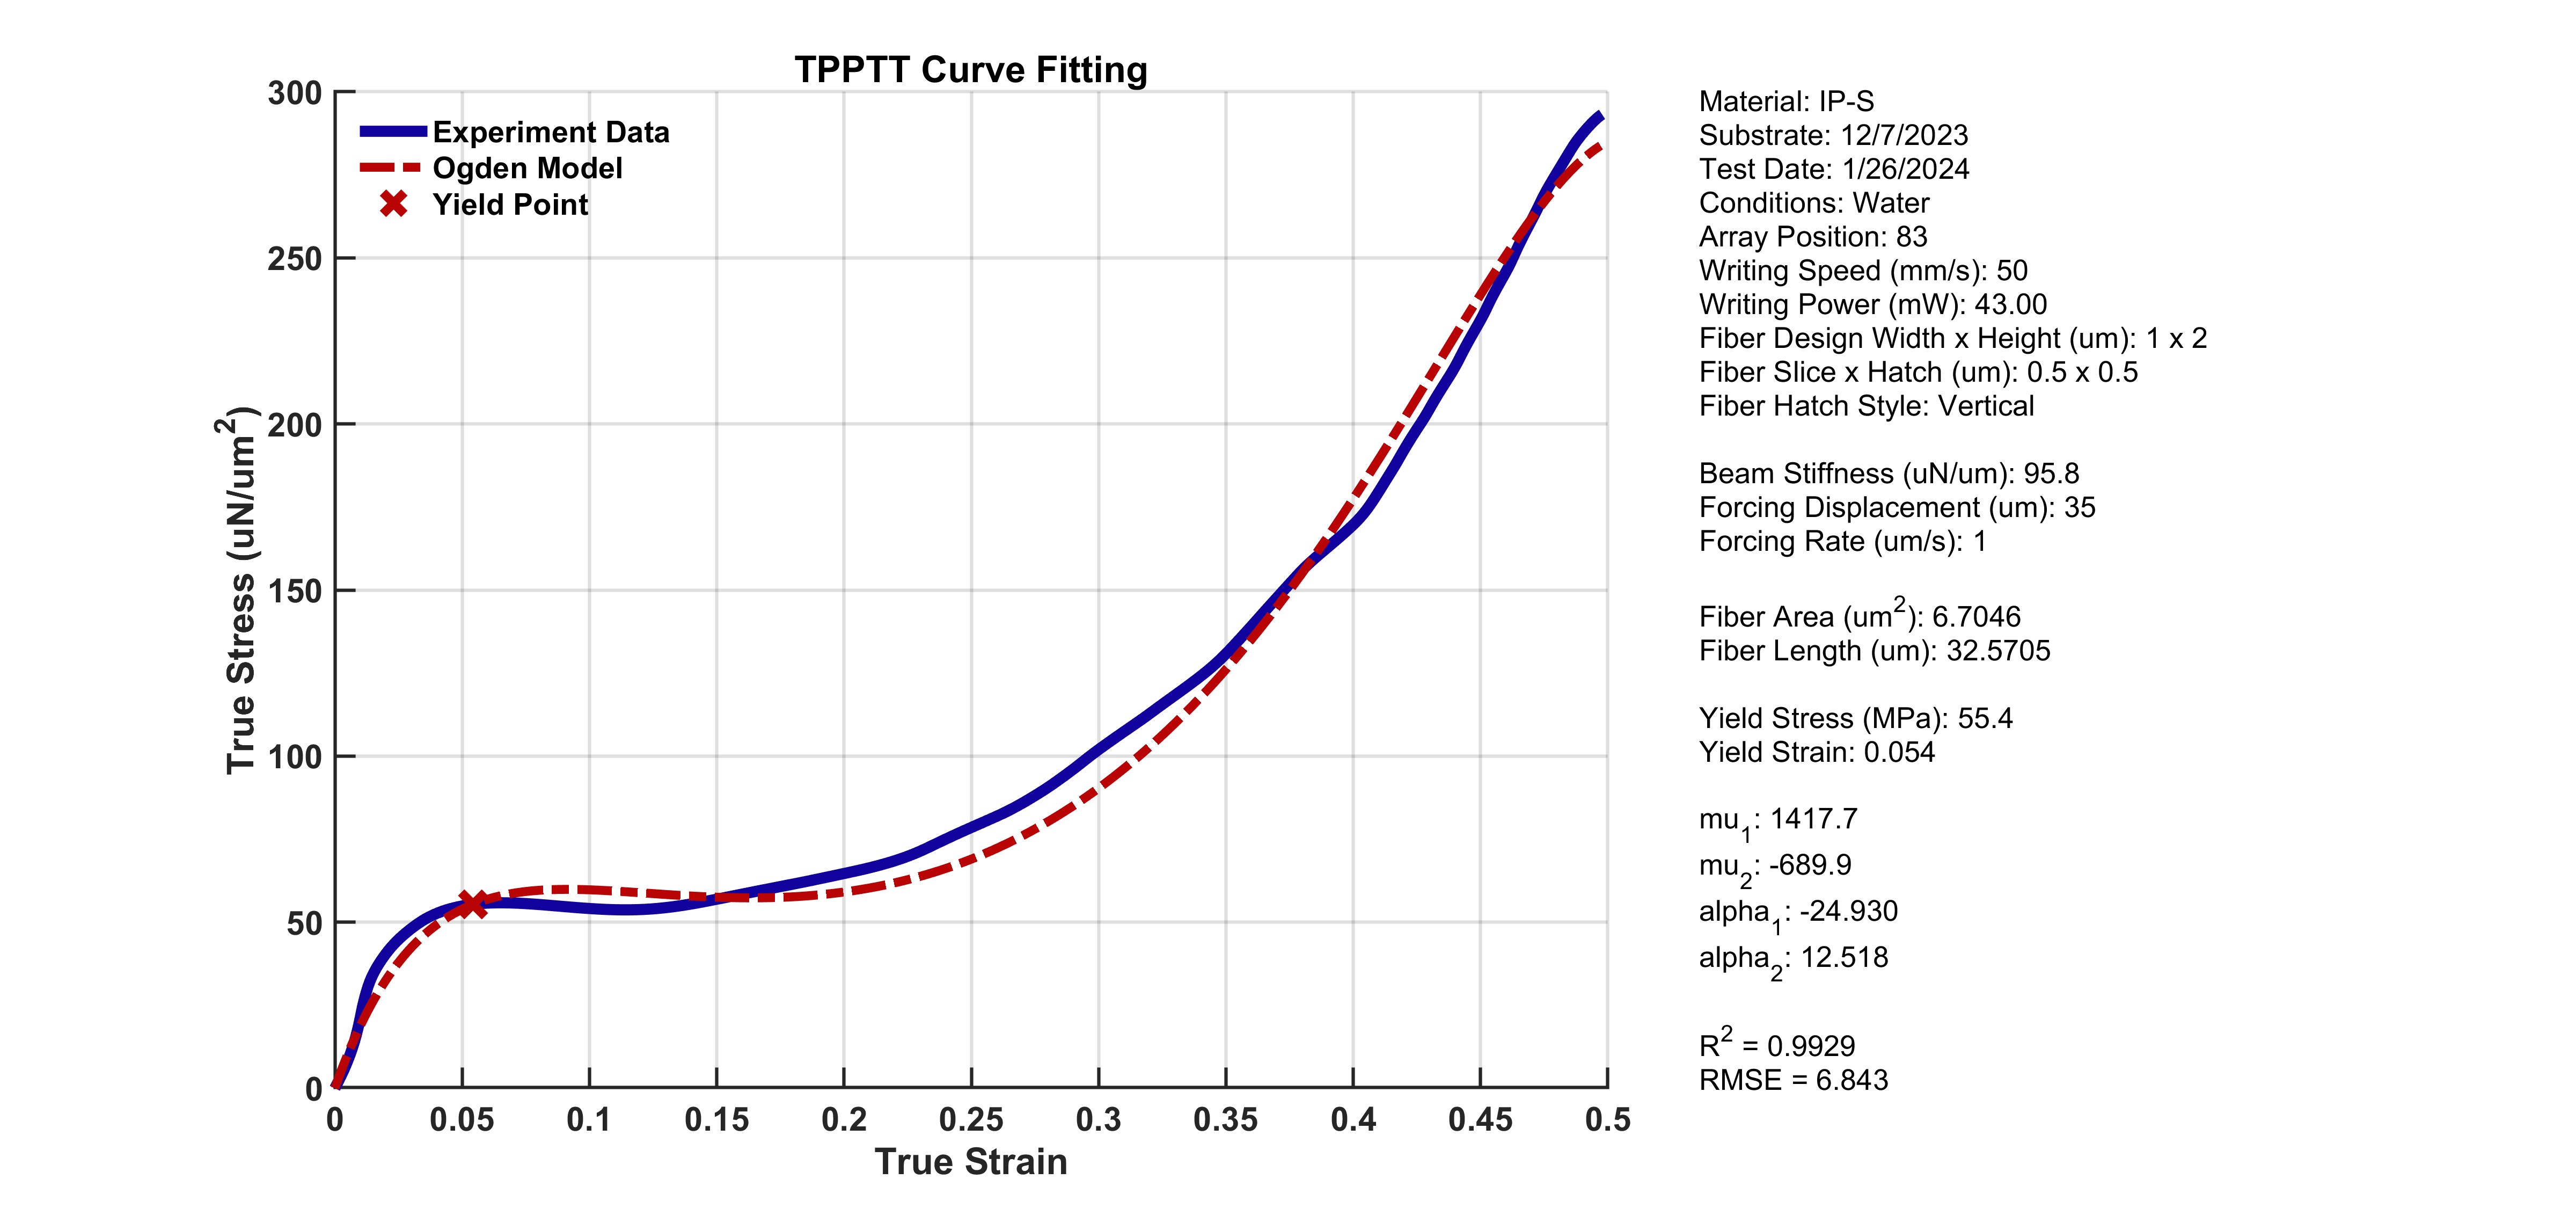 TPPTT Curve Fitting
300
250
200
150
100
50
0
True Stress (uN/um²)
Experiment Data
Ogden Model
Yield Point
0 0.05 0.1 0.15 0.2 0.25 0.3 0.35 0.4 0.45 0.5
True Strain
Material: IP-S
Substrate: 12/7/2023
Test Date: 1/26/2024
Conditions: Water
Array Position: 83
Writing Speed (mm/s): 50
Writing Power (mW): 43.00
Fiber Design Width x Height (um): 1 x 2
Fiber Slice x Hatch (um): 0.5 x 0.5
Fiber Hatch Style: Vertical
Beam Stiffness (uN/um): 95.8
Forcing Displacement (um): 35
Forcing Rate (um/s): 1
Fiber Area (um²): 6.7046
Fiber Length (um): 32.5705
Yield Stress (MPa): 55.4
Yield Strain: 0.054
mu₁: 1417.7
mu₂: -689.9
alpha₁: -24.930
alpha₂: 12.518
R² = 0.9929
RMSE = 6.843